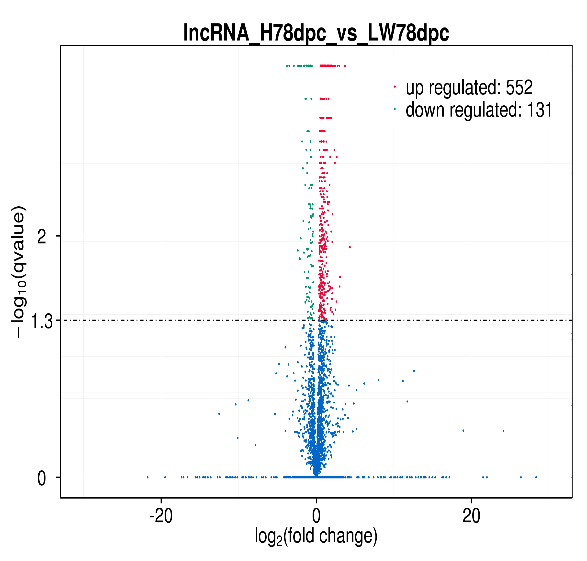 lncRNA_H78dpc_vs_LW78dpc
up regulated: 552
down regulated: 131
−log₁₀(qvalue)
2
1.3
0
-20 0 20
log₂(fold change)